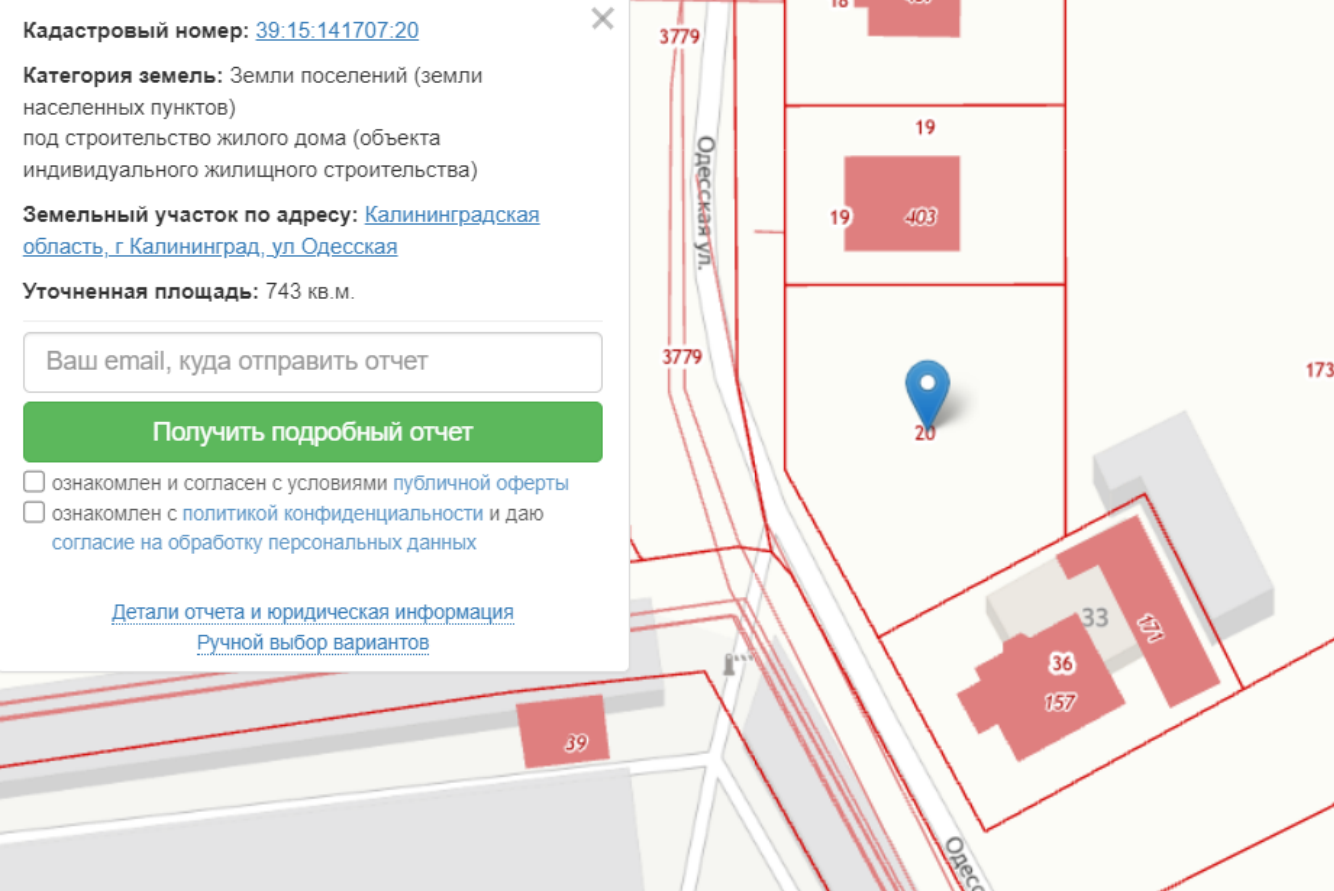 Кадастровый номер: 39:15:141707:20
Категория земель: Земли поселений (земли
населенных пунктов)
под строительство жилого дома (объекта
индивидуального жилищного строительства)
Земельный участок по адресу: Калининградская
область, г Калининград, ул Одесская
Уточненная площадь: 743 кв.м.
Ваш email, куда отправить отчет
Получить подробный отчет
ознакомлен и согласен с условиями публичной оферты
ознакомлен с политикой конфиденциальности и даю
согласие на обработку персональных данных
Детали отчета и юридическая информация
Ручной выбор вариантов
18
3779
Одесская ул.
19
19
403
3779
173
20
33
171
36
157
39